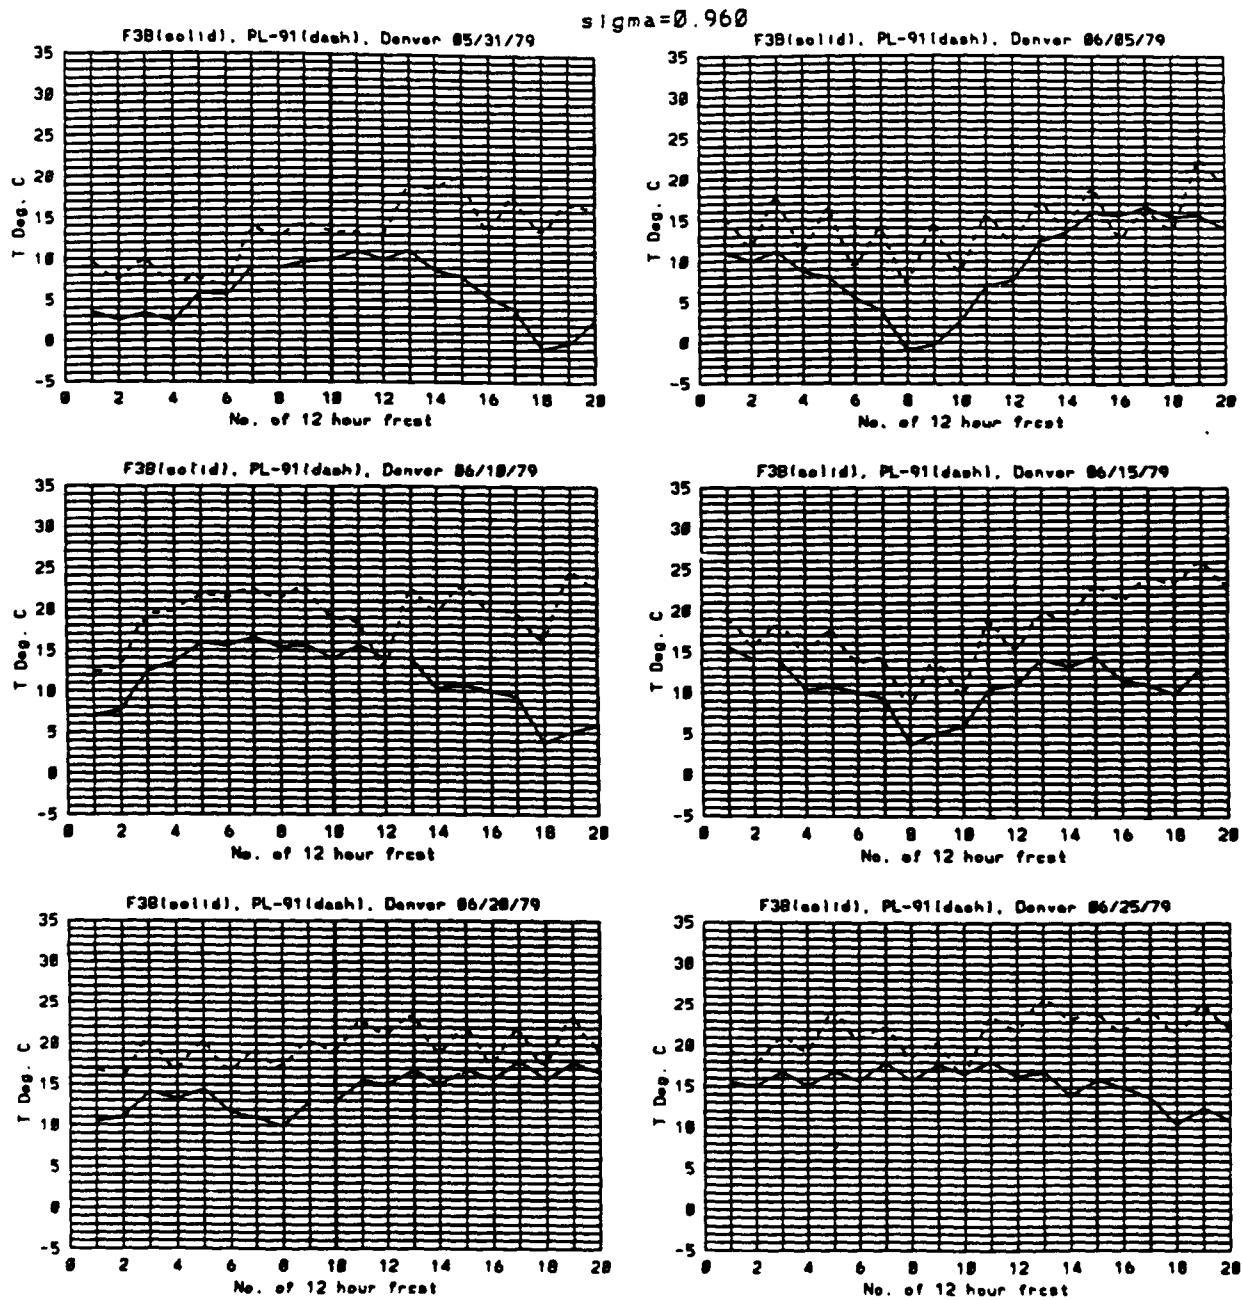 sigma=0.960
F3B(solid), PL-91(dash), Denver 05/31/79
35
30
25
20
15
10
5
0
-5
T Deg. C
0 2 4 6 8 10 12 14 16 18 20
No. of 12 hour frcst
F3B(solid), PL-91(dash), Denver 06/05/79
35
30
25
20
15
10
5
0
-5
T Deg. C
0 2 4 6 8 10 12 14 16 18 20
No. of 12 hour frcst
F3B(solid), PL-91(dash), Denver 06/10/79
35
30
25
20
15
10
5
0
-5
T Deg. C
0 2 4 6 8 10 12 14 16 18 20
No. of 12 hour frcst
F3B(solid), PL-91(dash), Denver 06/15/79
35
30
25
20
15
10
5
0
-5
T Deg. C
0 2 4 6 8 10 12 14 16 18 20
No. of 12 hour frcst
F3B(solid), PL-91(dash), Denver 06/20/79
35
30
25
20
15
10
5
0
-5
T Deg. C
0 2 4 6 8 10 12 14 16 18 20
No. of 12 hour frcst
F3B(solid), PL-91(dash), Denver 06/25/79
35
30
25
20
15
10
5
0
-5
T Deg. C
0 2 4 6 8 10 12 14 16 18 20
No. of 12 hour frcst